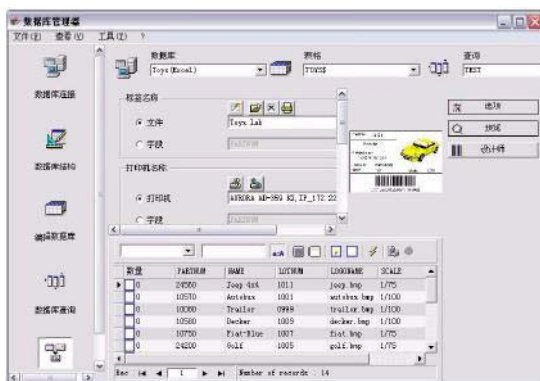 数据库管理器
文件(F) 查看(V) 工具(T) ?
数据库 表格 查询
Toys(Excel) TOYS$ TEST
数据库连接
标签名称
文件
Toys Lab
字段
选项
预览
设计师
数据库结构
打印机名称
打印机
字段
编辑数据库
数据库查询
数量 PARTNUM NAME LOTNUM LOGONAME SCALE
0 24560 Jeep 4x4 1011 jeep.bmp 1/75
0 10570 Autobus 1001 autobus.bmp 1/100
0 10080 Trailer 0999 trailer.bmp 1/100
0 10580 Decker 1009 decker.bmp 1/100
0 10750 Fiat-Blue 1007 fiat.bmp 1/75
0 24200 Golf 1005 golf.bmp 1/75
Rec 1 Number of records : 14